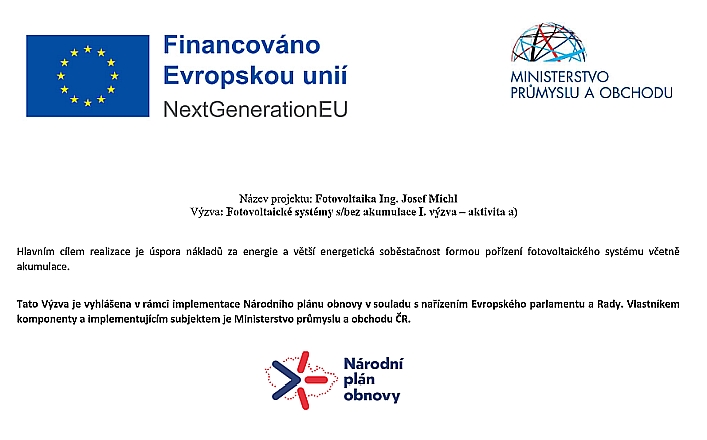 Financováno
Evropskou unií
NextGenerationEU
MINISTERSTVO
PRŮMYSLU A OBCHODU
Název projektu: Fotovoltaika Ing. Josef Michl
Výzva: Fotovoltaické systémy s/bez akumulace I. výzva – aktivita a)
Hlavním cílem realizace je úspora nákladů za energie a větší energetická soběstačnost formou pořízení fotovoltaického systému včetně
akumulace.
Tato Výzva je vyhlášena v rámci implementace Národního plánu obnovy v souladu s nařízením Evropského parlamentu a Rady. Vlastníkem
komponenty a implementujícím subjektem je Ministerstvo průmyslu a obchodu ČR.
Národní
plán
obnovy